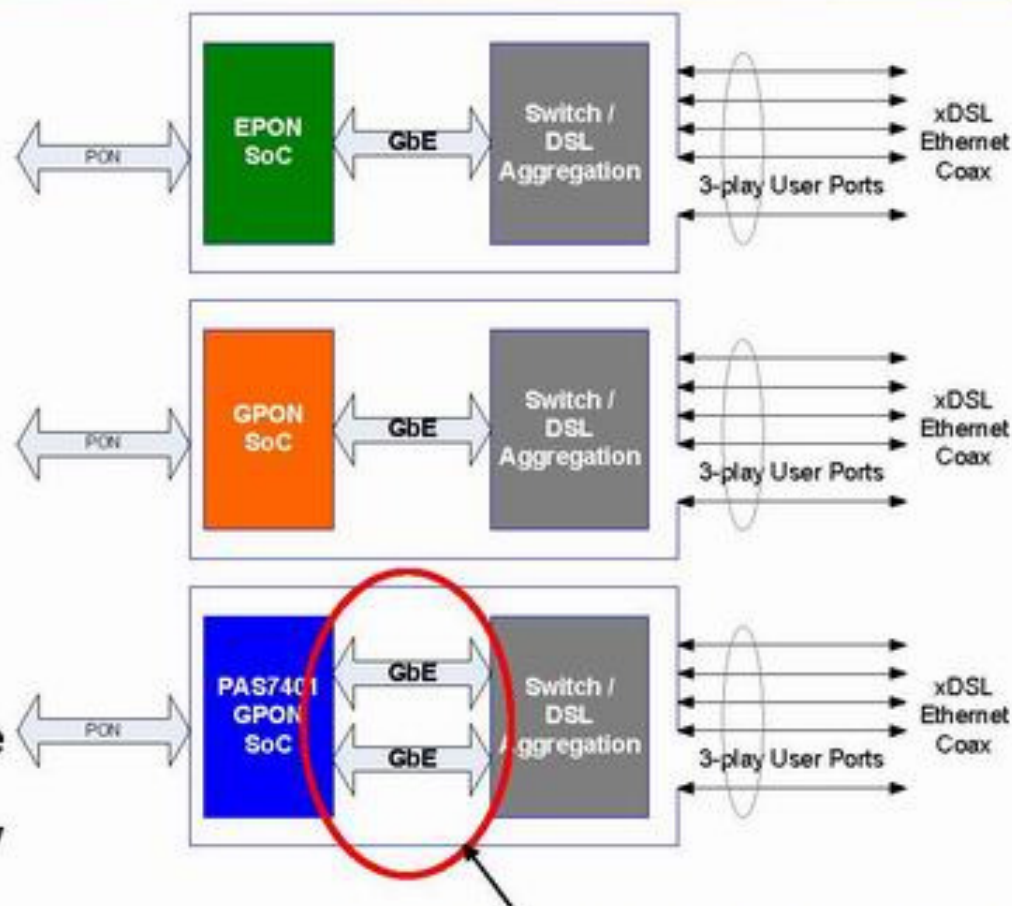 PON
EPON
SoC
GbE
Switch /
DSL
Aggregation
3-play User Ports
xDSL
Ethernet
Coax
PON
GPON
SoC
GbE
Switch /
DSL
Aggregation
3-play User Ports
xDSL
Ethernet
Coax
PON
PAS7401
GPON
SoC
GbE
GbE
Switch /
DSL
Aggregation
3-play User Ports
xDSL
Ethernet
Coax